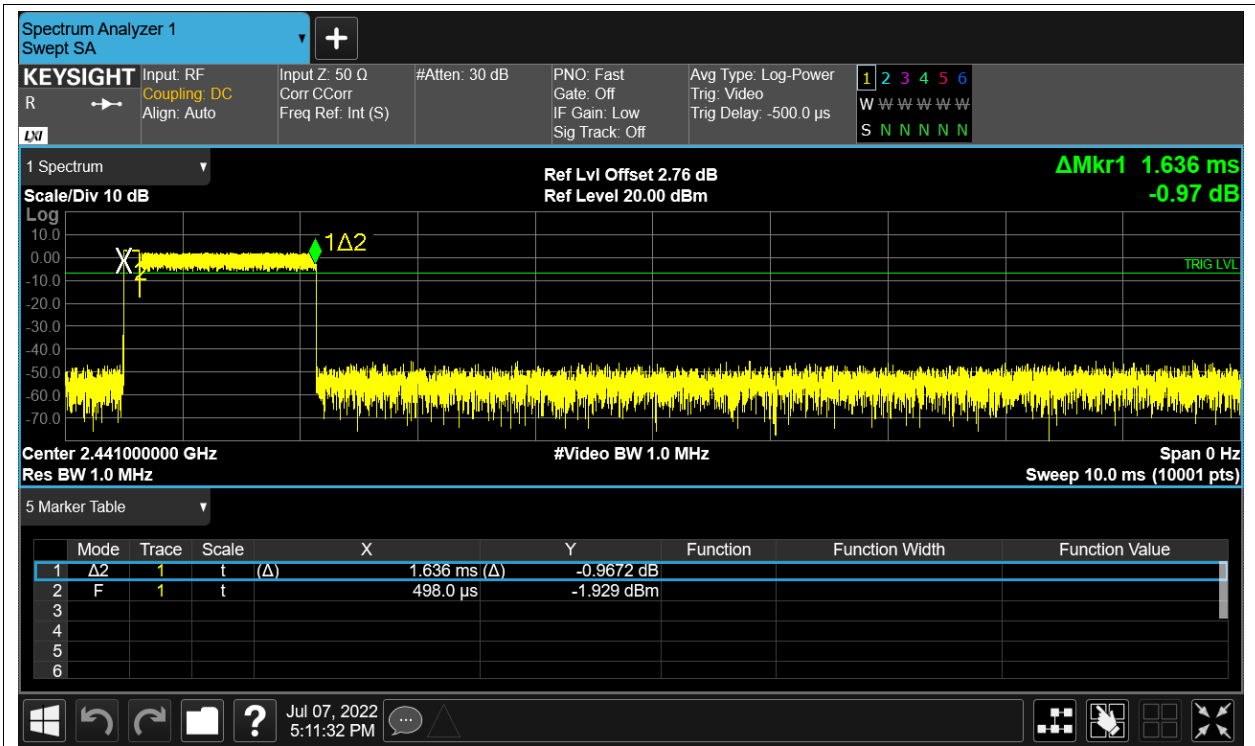 Spectrum Analyzer 1
Swept SA
KEYSIGHT
R
LXI
Input: RF
Coupling: DC
Align: Auto
Input Z: 50 Ω
Corr CCorr
Freq Ref: Int (S)
#Atten: 30 dB
PNO: Fast
Gate: Off
IF Gain: Low
Sig Track: Off
Avg Type: Log-Power
Trig: Video
Trig Delay: -500.0 µs
1 2 3 4 5 6
W W W W W W
S N N N N N
1 Spectrum
Scale/Div 10 dB
Ref Lvl Offset 2.76 dB
Ref Level 20.00 dBm
ΔMkr1 1.636 ms
-0.97 dB
Log
10.0
0.00
-10.0
-20.0
-30.0
-40.0
-50.0
-60.0
-70.0
X
2
1Δ2
TRIG LVL
Center 2.441000000 GHz
#Video BW 1.0 MHz
Span 0 Hz
Res BW 1.0 MHz
Sweep 10.0 ms (10001 pts)
5 Marker Table
Mode Trace Scale X Y Function Function Width Function Value
1 Δ2 1 t (Δ) 1.636 ms (Δ) -0.9672 dB
2 F 1 t 498.0 µs -1.929 dBm
3
4
5
6
?
Jul 07, 2022
5:11:32 PM